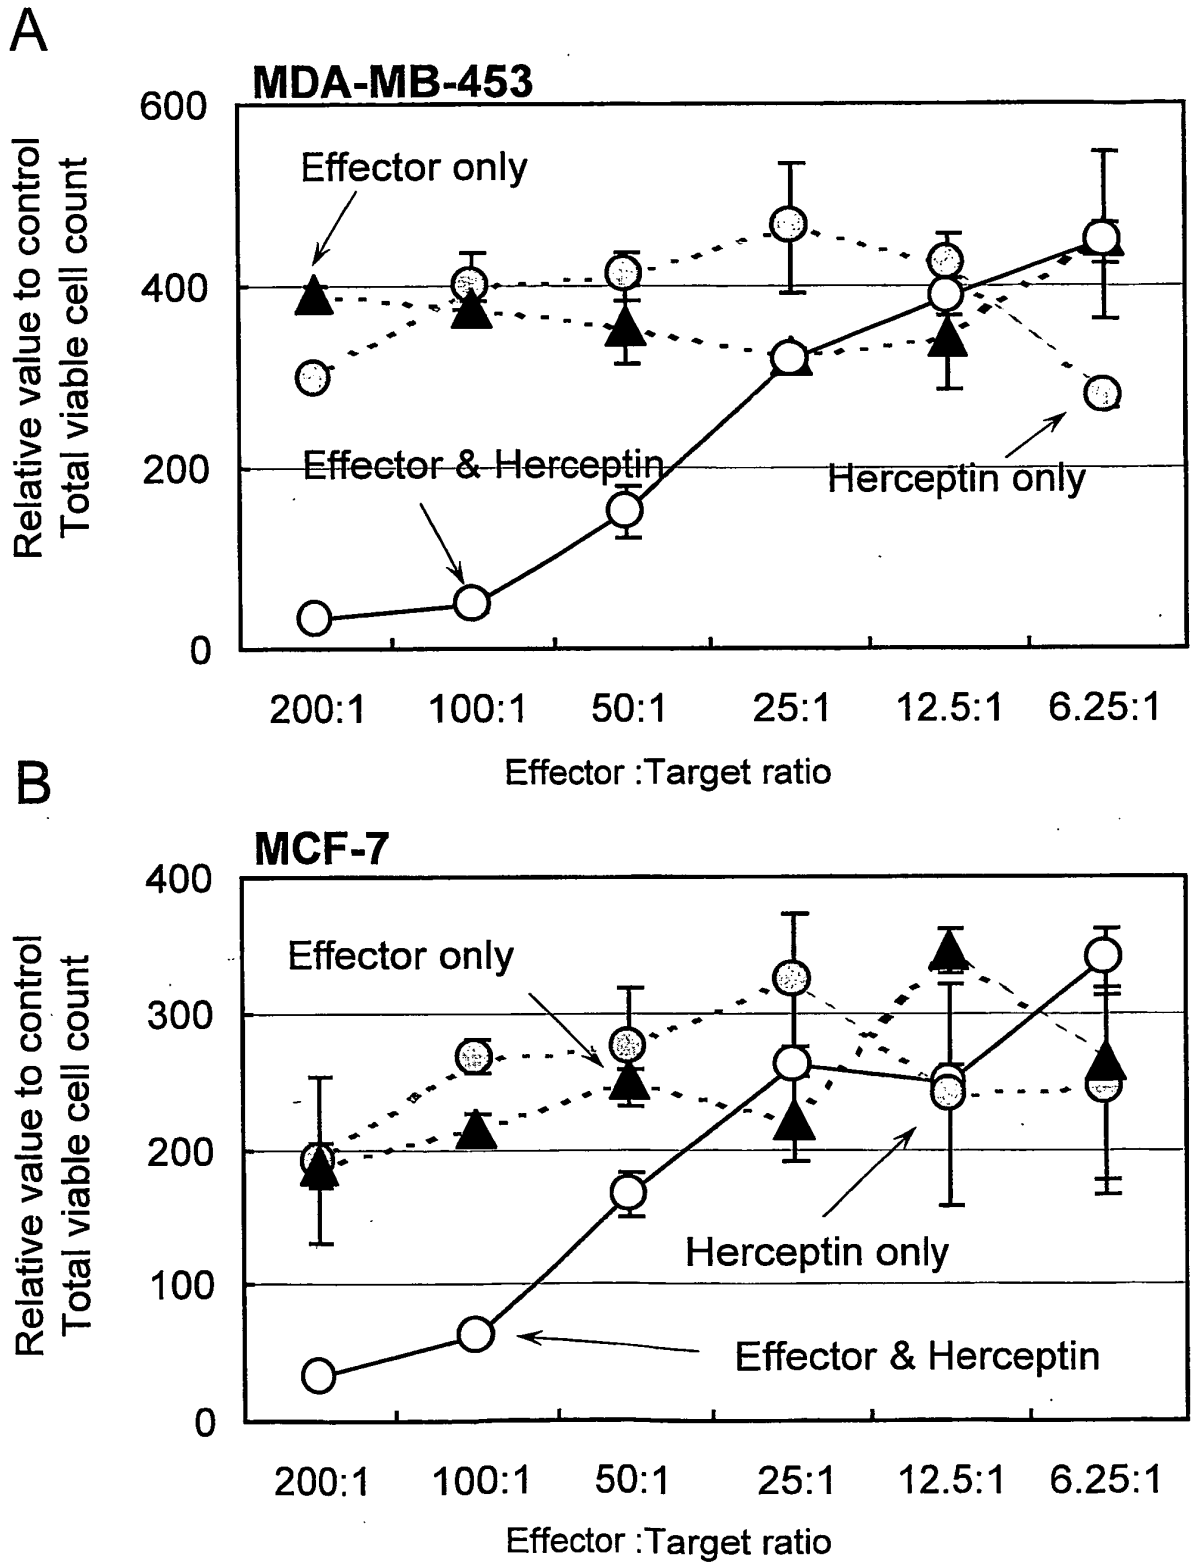 A
MDA-MB-453
600
400
200
0
Relative value to control
Total viable cell count
Effector only
Effector & Herceptin
Herceptin only
200:1 100:1 50:1 25:1 12.5:1 6.25:1
Effector :Target ratio
B
MCF-7
400
300
200
100
0
Relative value to control
Total viable cell count
Effector only
Herceptin only
Effector & Herceptin
200:1 100:1 50:1 25:1 12.5:1 6.25:1
Effector :Target ratio